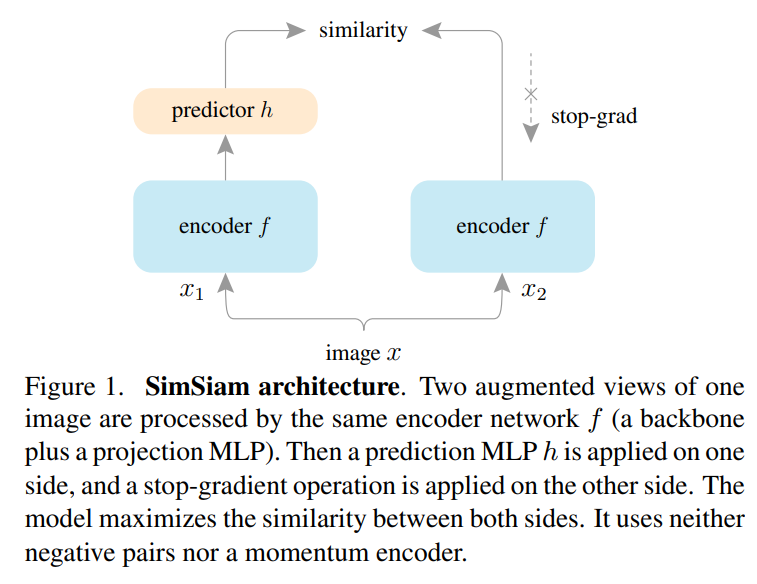 similarity
predictor h
stop-grad
encoder f
encoder f
x1
x2
image x
Figure 1. SimSiam architecture. Two augmented views of one
image are processed by the same encoder network f (a backbone
plus a projection MLP). Then a prediction MLP h is applied on one
side, and a stop-gradient operation is applied on the other side. The
model maximizes the similarity between both sides. It uses neither
negative pairs nor a momentum encoder.